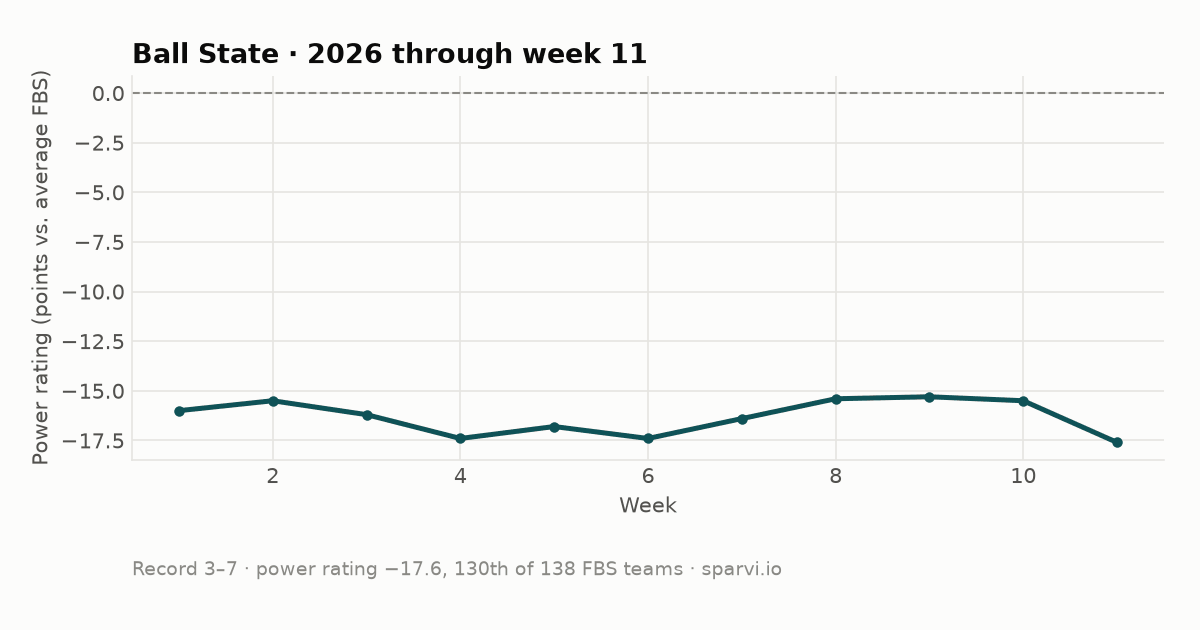 Ball State · 2026 through week 11
Power rating (points vs. average FBS)
0.0
−2.5
−5.0
−7.5
−10.0
−12.5
−15.0
−17.5
2 4 6 8 10
Week
Record 3–7 · power rating −17.6, 130th of 138 FBS teams · sparvi.io